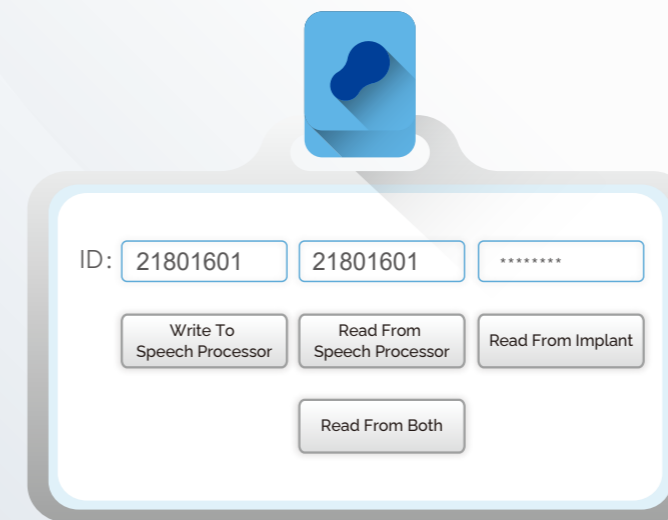 ID: 21801601 21801601 ********
Write To
Speech Processor
Read From
Speech Processor
Read From Implant
Read From Both